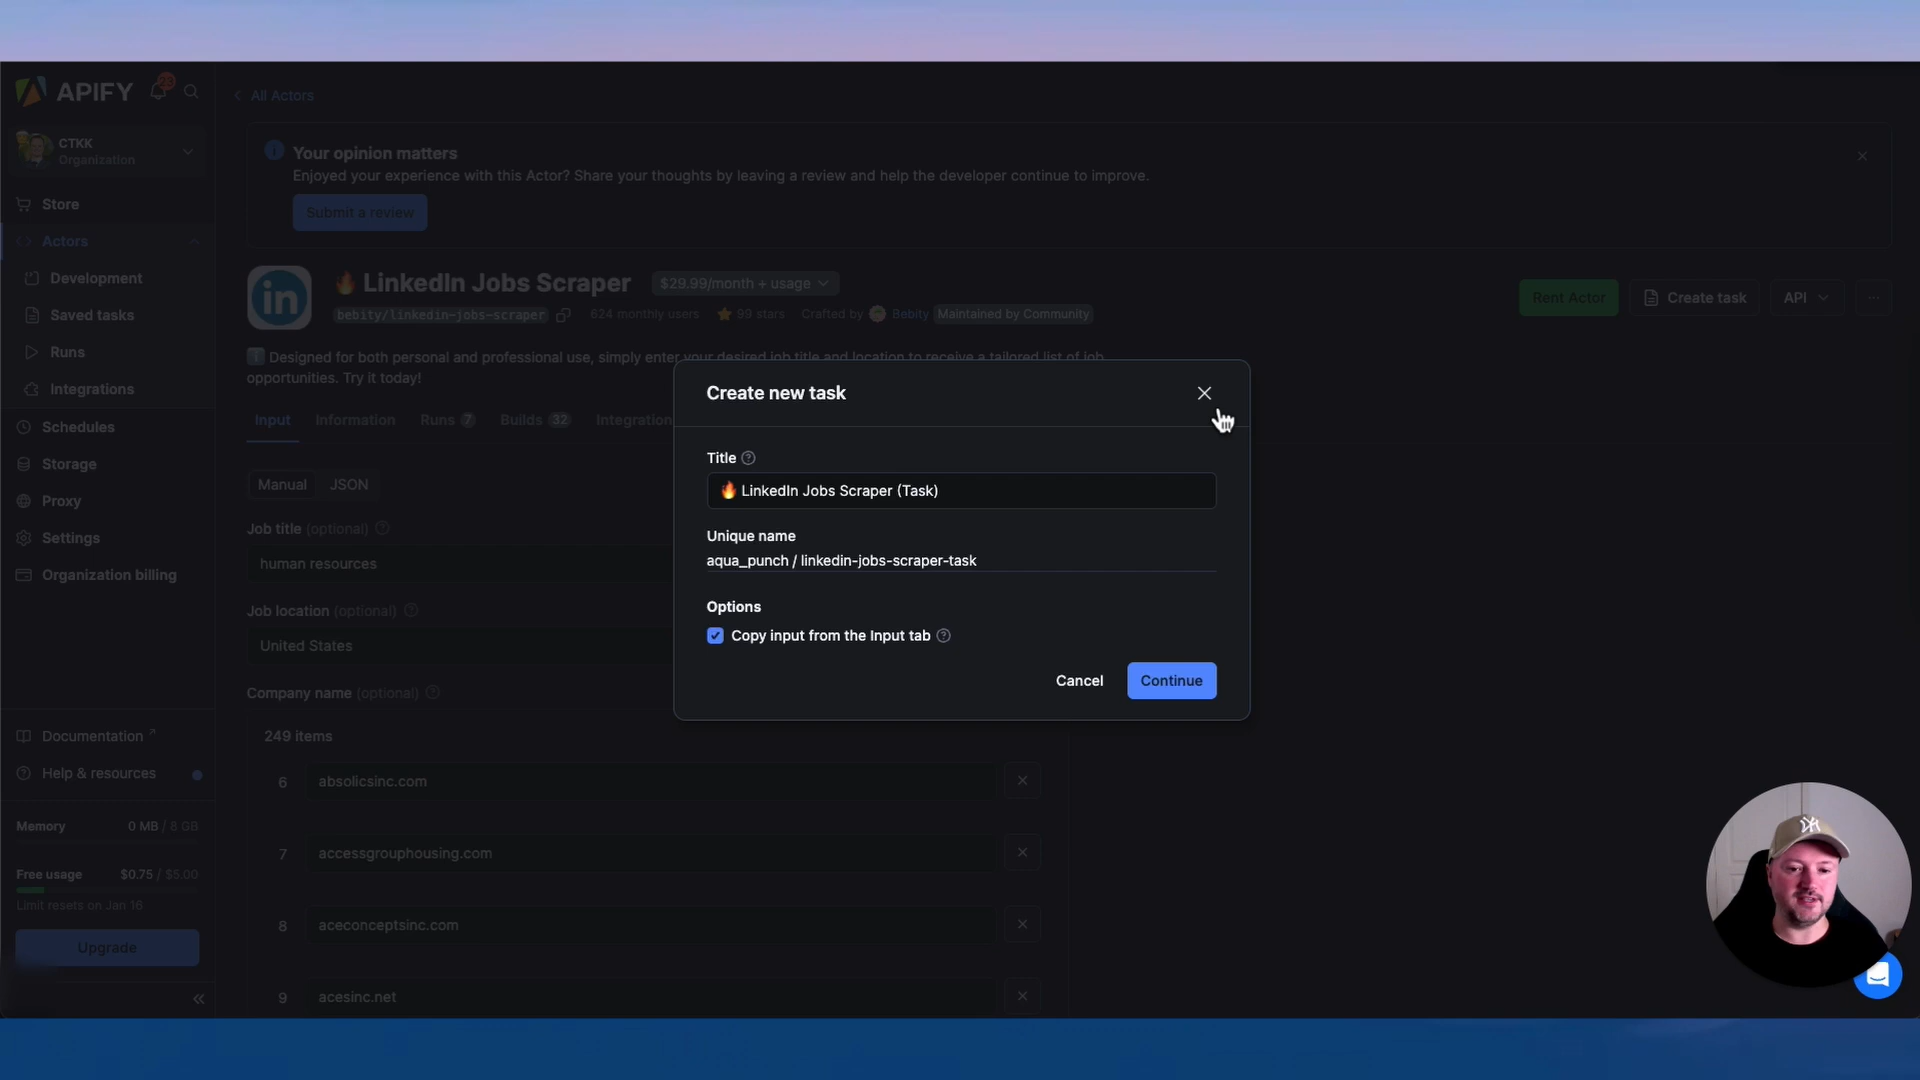 APIFY
23
All Actors
CTKK
Organization
Your opinion matters
Enjoyed your experience with this Actor? Share your thoughts by leaving a review and help the developer continue to improve.
Submit a review
Store
Actors
Development
Saved tasks
Runs
Integrations
Schedules
Storage
Proxy
Settings
Organization billing
Documentation
Help & resources
Memory 0 MB / 8 GB
Free usage $0.75 / $5.00
Limit resets on Jan 16
Upgrade
in
🔥 LinkedIn Jobs Scraper $29.99/month + usage
bebity/linkedin-jobs-scraper 624 monthly users 99 stars Crafted by Bebity Maintained by Community
Rent Actor Create task API
Designed for both personal and professional use, simply enter your desired job title and location to receive a tailored list of job
opportunities. Try it today!
Input Information Runs 7 Builds 32 Integration
Manual JSON
Job title (optional)
human resources
Job location (optional)
United States
Company name (optional)
249 items
6 absolicsinc.com
7 accessgrouphousing.com
8 aceconceptsinc.com
9 acesinc.net
Create new task
Title
🔥 LinkedIn Jobs Scraper (Task)
Unique name
aqua_punch / linkedin-jobs-scraper-task
Options
Copy input from the Input tab
Cancel Continue